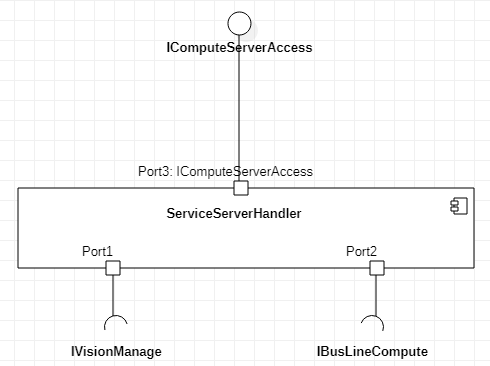 IComputeServerAccess
Port3: IComputeServerAccess
ServiceServerHandler
Port1
Port2
IVisionManage
IBusLineCompute